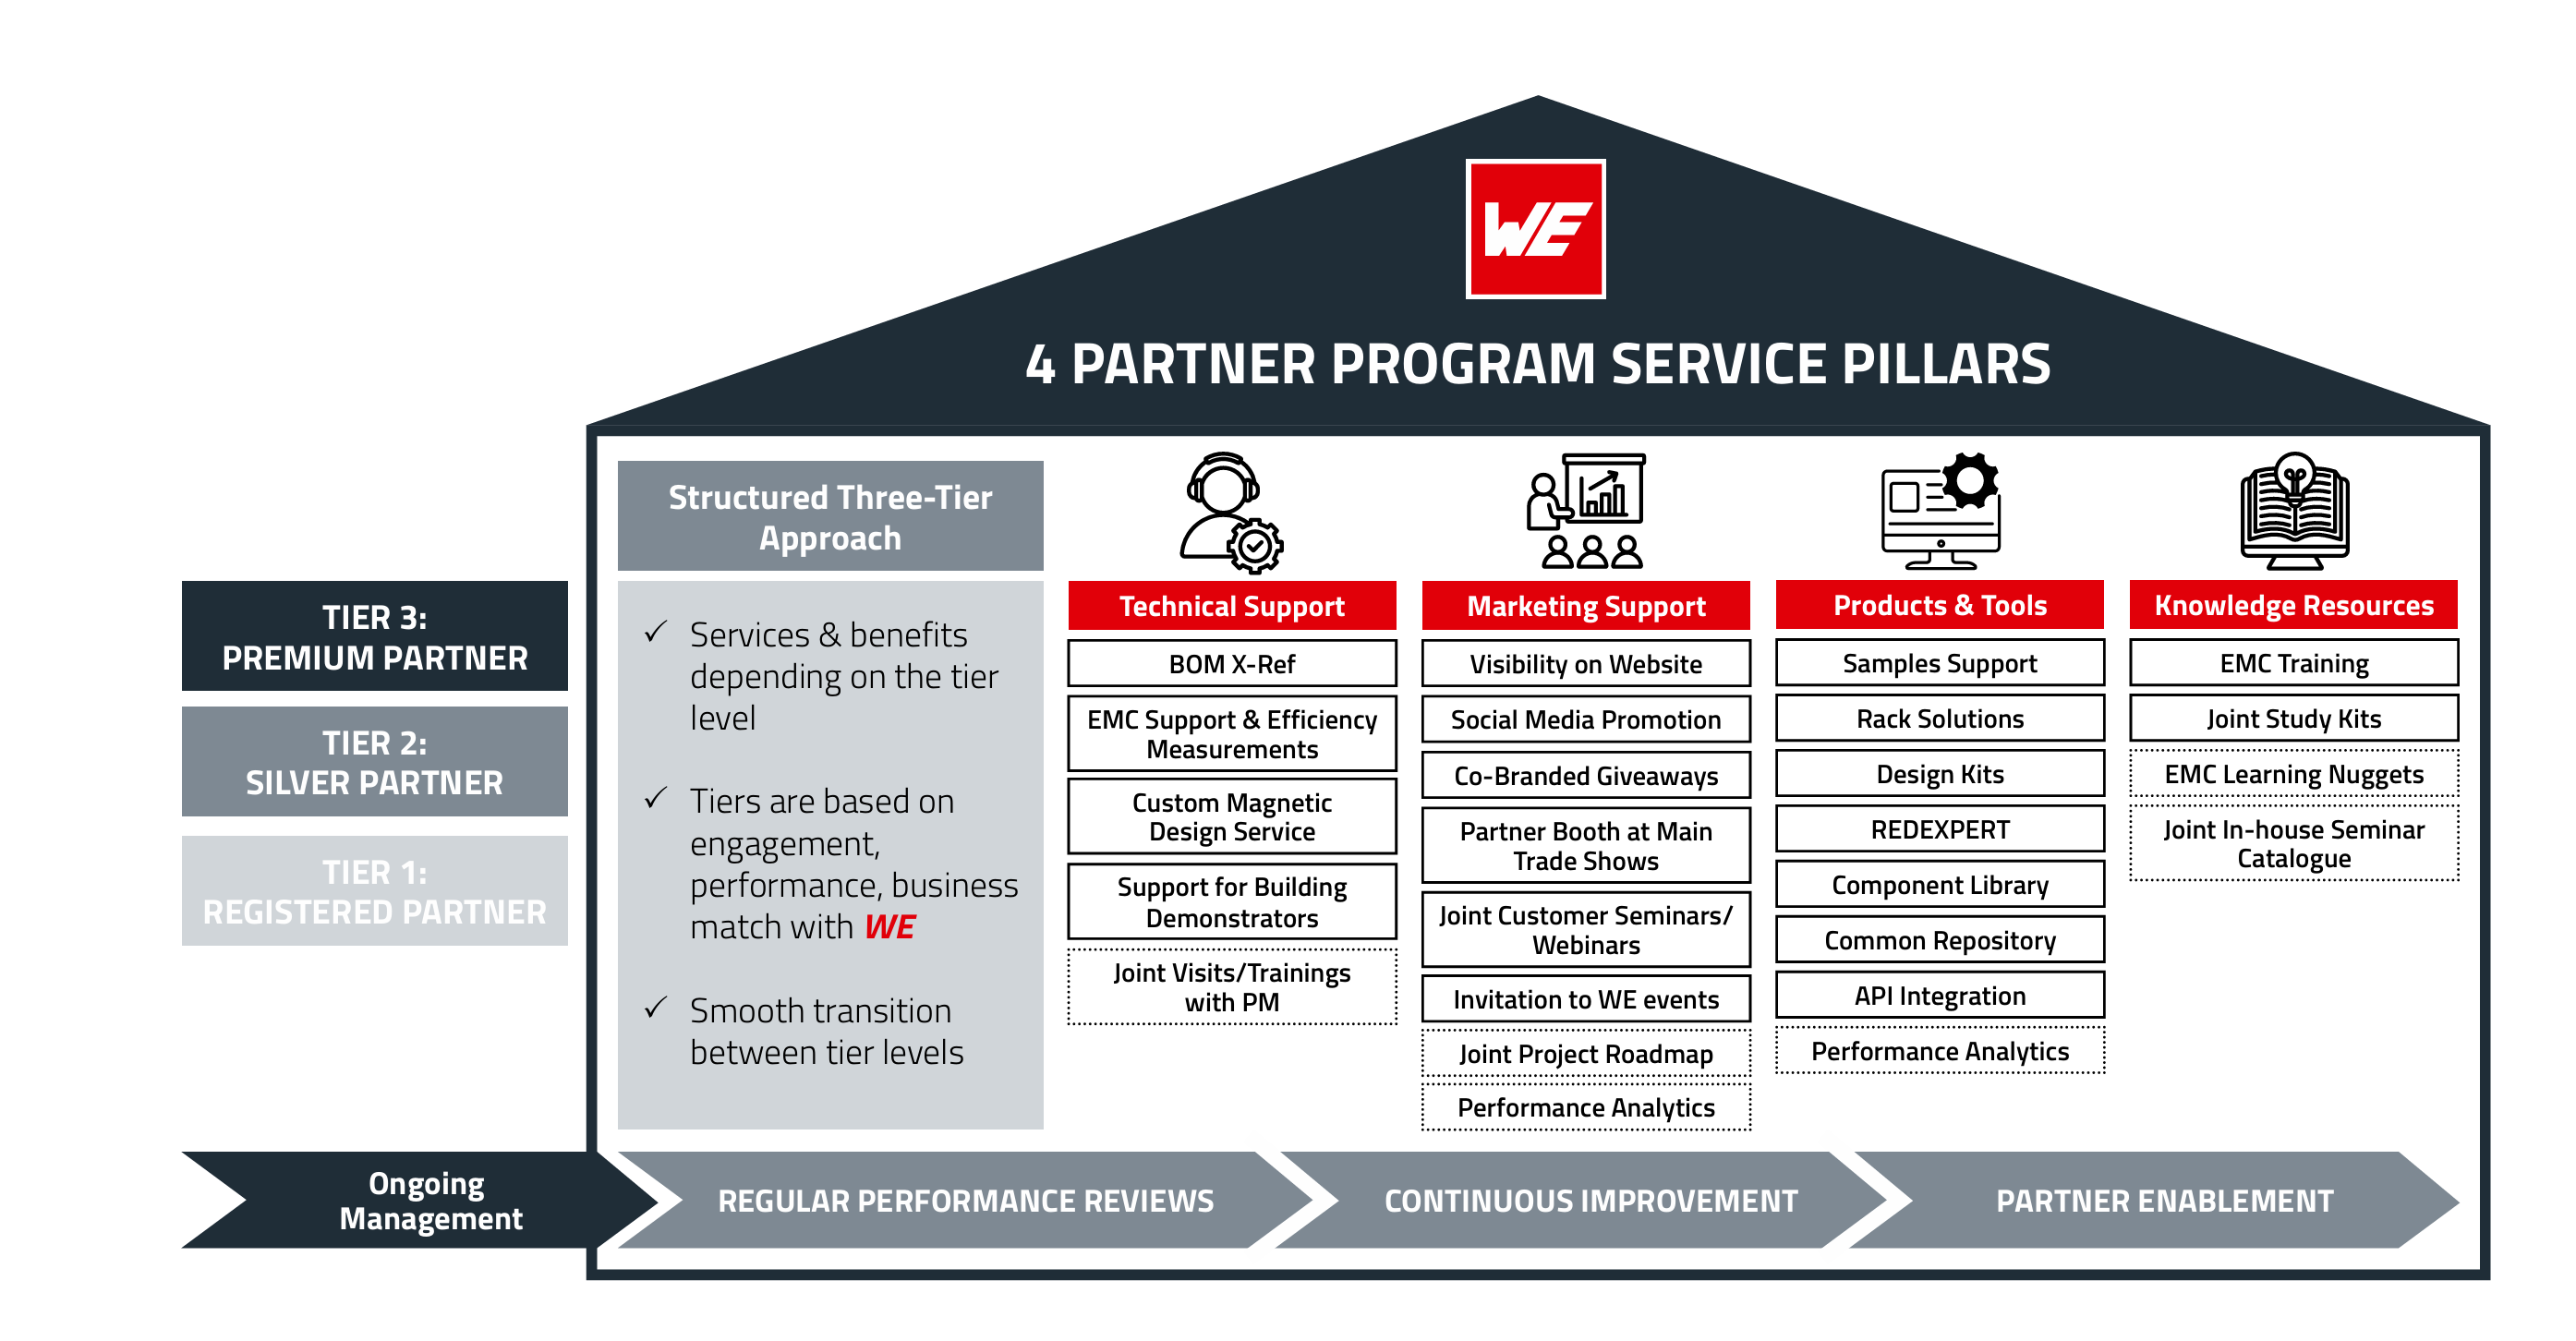 WE
4 PARTNER PROGRAM SERVICE PILLARS
TIER 3:
PREMIUM PARTNER
TIER 2:
SILVER PARTNER
TIER 1:
REGISTERED PARTNER
Structured Three-Tier
Approach
✓ Services & benefits
depending on the tier
level
✓ Tiers are based on
engagement,
performance, business
match with WE
✓ Smooth transition
between tier levels
Technical Support
BOM X-Ref
EMC Support & Efficiency
Measurements
Custom Magnetic
Design Service
Support for Building
Demonstrators
Joint Visits/Trainings
with PM
Marketing Support
Visibility on Website
Social Media Promotion
Co-Branded Giveaways
Partner Booth at Main
Trade Shows
Joint Customer Seminars/
Webinars
Invitation to WE events
Joint Project Roadmap
Performance Analytics
Products & Tools
Samples Support
Rack Solutions
Design Kits
REDEXPERT
Component Library
Common Repository
API Integration
Performance Analytics
Knowledge Resources
EMC Training
Joint Study Kits
EMC Learning Nuggets
Joint In-house Seminar
Catalogue
Ongoing
Management
REGULAR PERFORMANCE REVIEWS
CONTINUOUS IMPROVEMENT
PARTNER ENABLEMENT